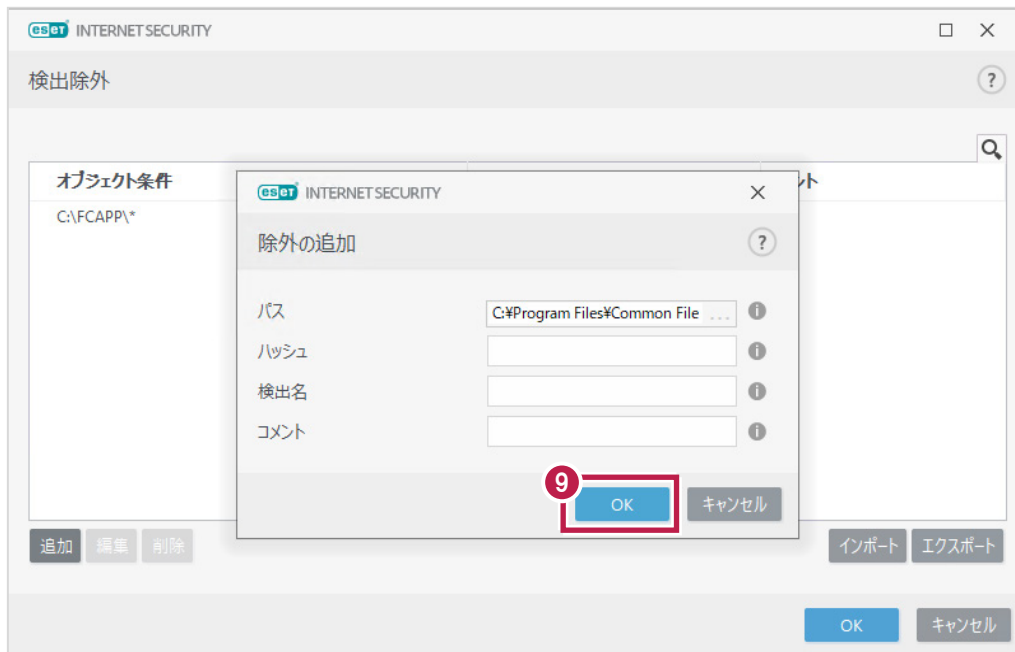 eseT INTERNET SECURITY
検出除外
?
オブジェクト条件
C:\FCAPP\*
eseT INTERNET SECURITY
除外の追加
?
パス C:¥Program Files¥Common File ...
ハッシュ
検出名
コメント
9
OK キャンセル
追加 編集 削除 インポート エクスポート
OK キャンセル